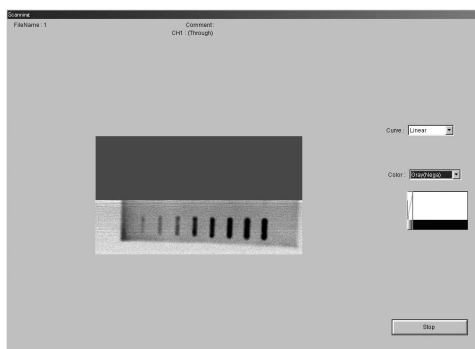 Scanning
FileName : 1
Comment:
CH1 : (Through)
Curve : Linear
Color : Gray(Nega)
Stop